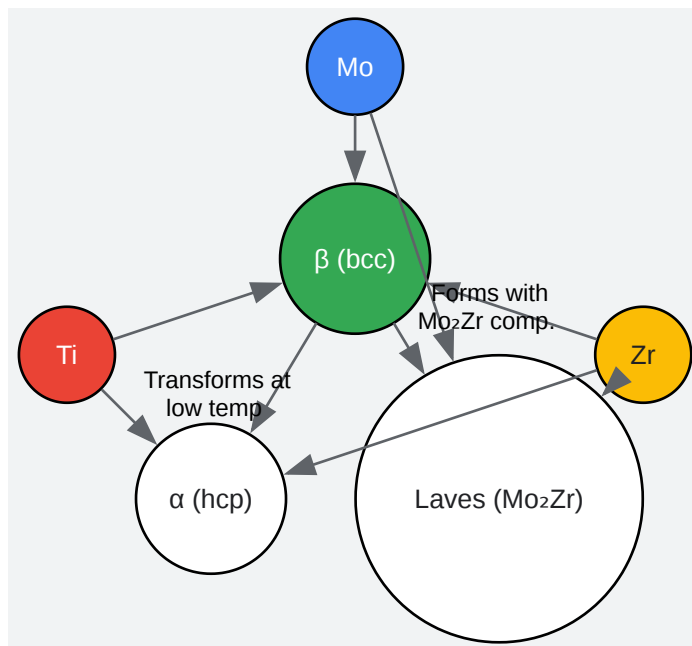 Mo
β (bcc)
Forms with
Mo₂Zr comp.
Ti
Zr
Transforms at
low temp
α (hcp)
Laves (Mo₂Zr)